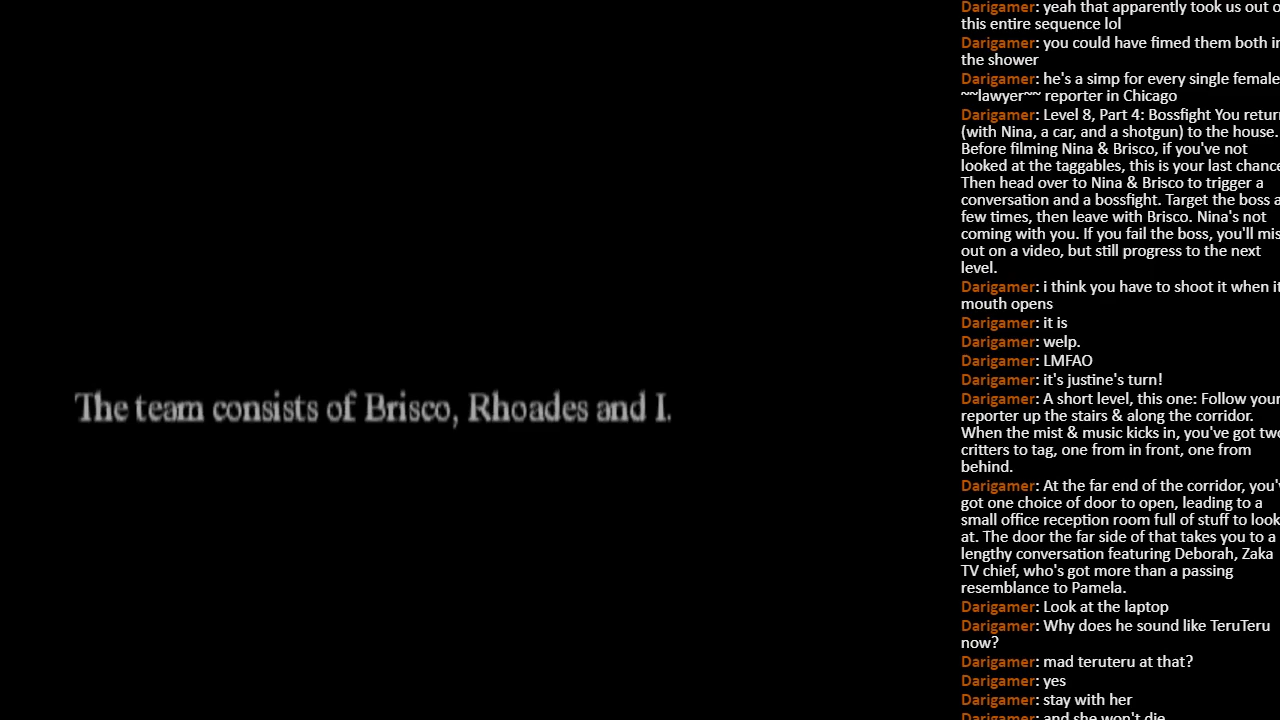 The team consists of Brisco, Rhoades and I.
Darigamer: yeah that apparently took us out o
this entire sequence lol
Darigamer: you could have fimed them both in
the shower
Darigamer: he's a simp for every single female
~~lawyer~~ reporter in Chicago
Darigamer: Level 8, Part 4: Bossfight You retur
(with Nina, a car, and a shotgun) to the house.
Before filming Nina & Brisco, if you've not
looked at the taggables, this is your last chance
Then head over to Nina & Brisco to trigger a
conversation and a bossfight. Target the boss a
few times, then leave with Brisco. Nina's not
coming with you. If you fail the boss, you'll mis
out on a video, but still progress to the next
level.
Darigamer: i think you have to shoot it when it
mouth opens
Darigamer: it is
Darigamer: welp.
Darigamer: LMFAO
Darigamer: it's justine's turn!
Darigamer: A short level, this one: Follow your
reporter up the stairs & along the corridor.
When the mist & music kicks in, you've got two
critters to tag, one from in front, one from
behind.
Darigamer: At the far end of the corridor, you'v
got one choice of door to open, leading to a
small office reception room full of stuff to look
at. The door the far side of that takes you to a
lengthy conversation featuring Deborah, Zaka
TV chief, who's got more than a passing
resemblance to Pamela.
Darigamer: Look at the laptop
Darigamer: Why does he sound like TeruTeru
now?
Darigamer: mad teruteru at that?
Darigamer: yes
Darigamer: stay with her
Darigamer: and she won't die